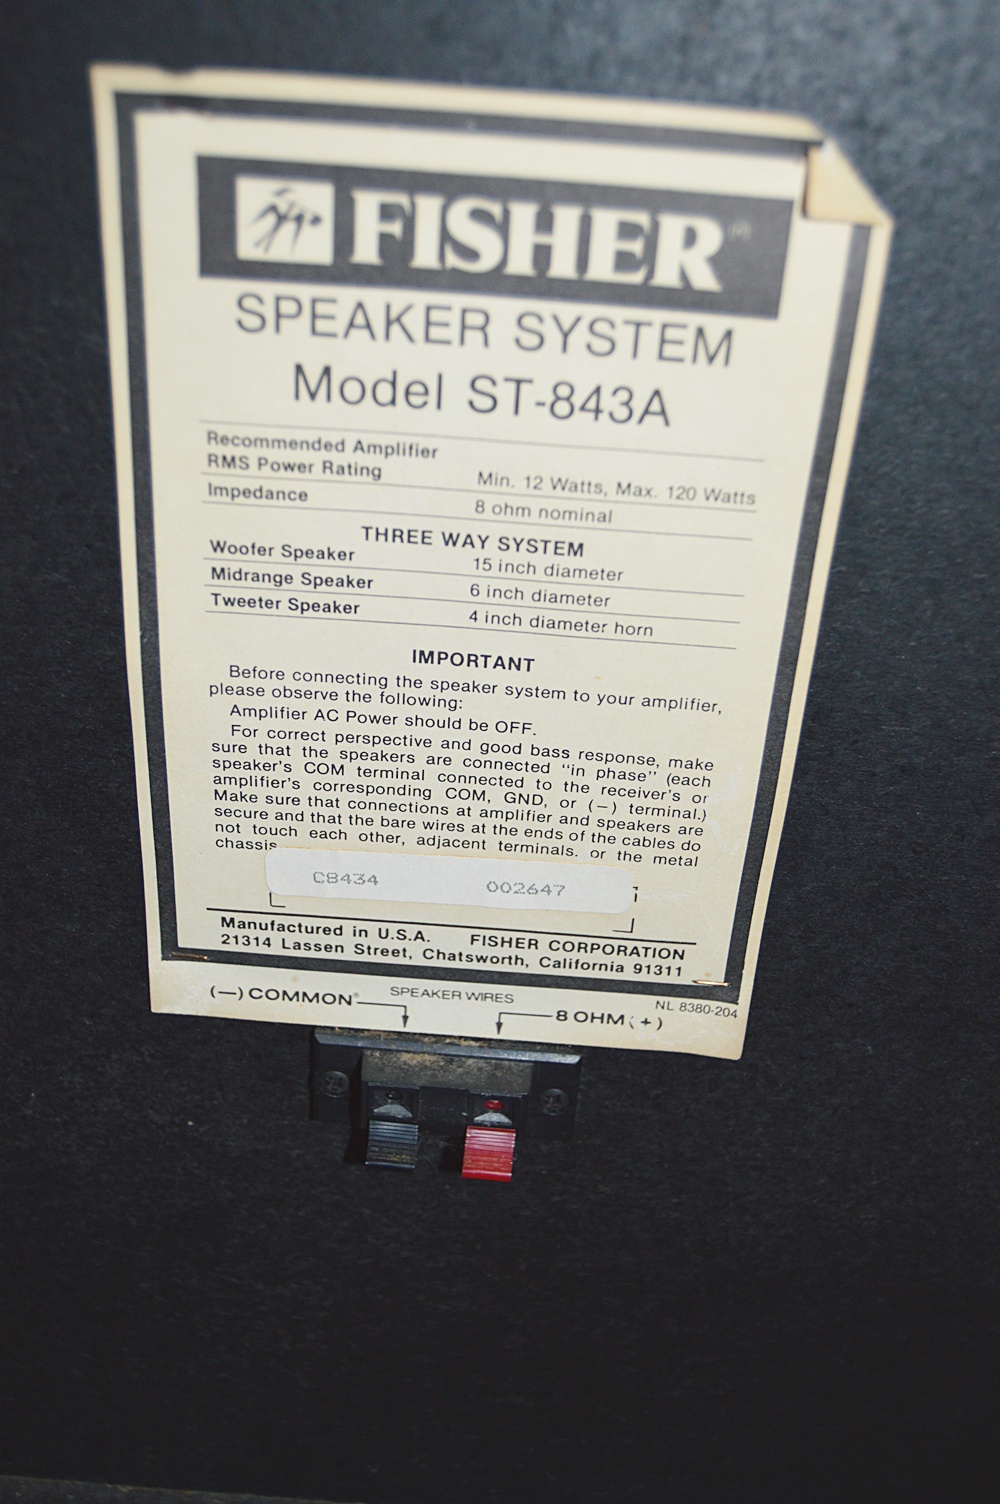 FISHER®
SPEAKER SYSTEM
Model ST-843A
Recommended Amplifier
RMS Power Rating Min. 12 Watts, Max. 120 Watts
Impedance 8 ohm nominal
THREE WAY SYSTEM
Woofer Speaker 15 inch diameter
Midrange Speaker 6 inch diameter
Tweeter Speaker 4 inch diameter horn
IMPORTANT
Before connecting the speaker system to your amplifier,
please observe the following:
Amplifier AC Power should be OFF.
For correct perspective and good bass response, make
sure that the speakers are connected "in phase" (each
speaker's COM terminal connected to the receiver's or
amplifier's corresponding COM, GND, or (−) terminal.)
Make sure that connections at amplifier and speakers are
secure and that the bare wires at the ends of the cables do
not touch each other, adjacent terminals, or the metal
chassis
C8434 002647
Manufactured in U.S.A. FISHER CORPORATION
21314 Lassen Street, Chatsworth, California 91311
NL 8380-204
(—) COMMON SPEAKER WIRES 8 OHM (+)